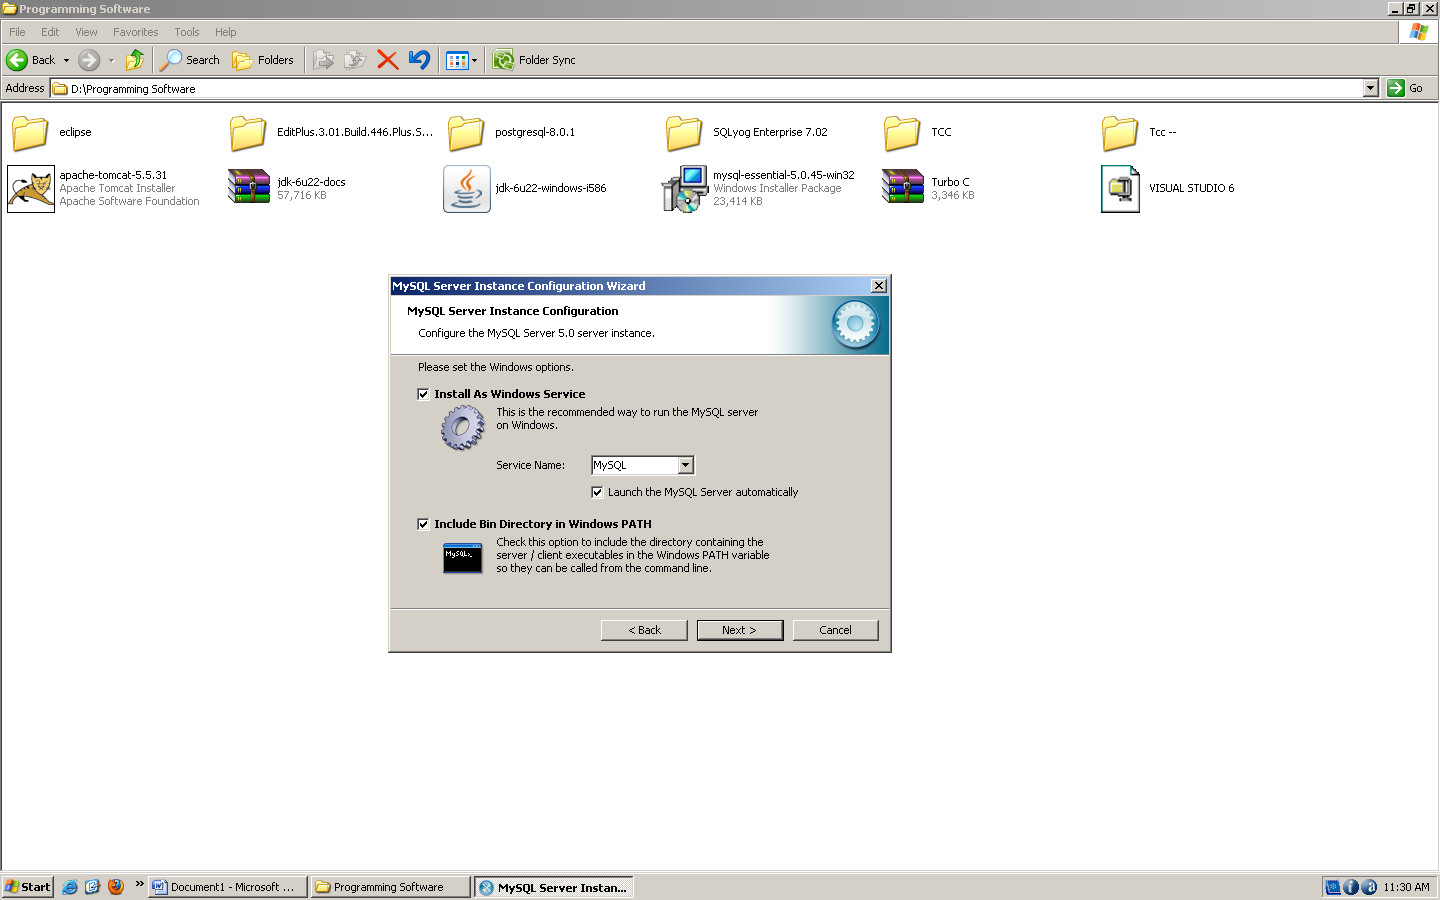 Programming Software
File Edit View Favorites Tools Help
Back Search Folders Folder Sync
Address D:\Programming Software Go
eclipse
EditPlus.3.01.Build.446.Plus.S...
postgresql-8.0.1
SQLyog Enterprise 7.02
TCC
Tcc --
apache-tomcat-5.5.31
Apache Tomcat Installer
Apache Software Foundation
jdk-6u22-docs
57,716 KB
jdk-6u22-windows-i586
mysql-essential-5.0.45-win32
Windows Installer Package
23,414 KB
Turbo C
3,346 KB
VISUAL STUDIO 6
MySQL Server Instance Configuration Wizard
MySQL Server Instance Configuration
Configure the MySQL Server 5.0 server instance.
Please set the Windows options.
Install As Windows Service
This is the recommended way to run the MySQL server
on Windows.
Service Name: MySQL
Launch the MySQL Server automatically
Include Bin Directory in Windows PATH
MySQL>_
Check this option to include the directory containing the
server / client executables in the Windows PATH variable
so they can be called from the command line.
< Back Next > Cancel
Start Document1 - Microsoft ... Programming Software MySQL Server Instan... 11:30 AM